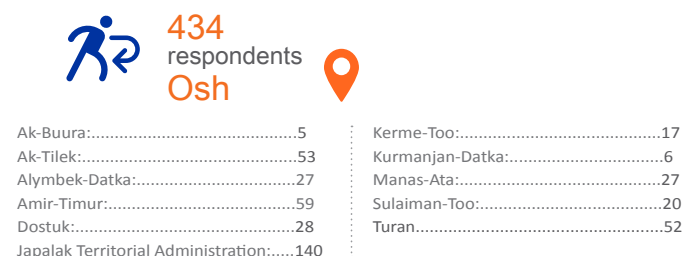 434
respondents
Osh
Ak-Buura:......................................5
Ak-Tilek:........................................53
Alymbek-Datka:.............................27
Amir-Timur:...................................59
Dostuk:..........................................28
Japalak Territorial Administration:.....140
Kerme-Too:.....................................17
Kurmanjan-Datka:............................6
Manas-Ata:.....................................27
Sulaiman-Too:.................................20
Turan..............................................52